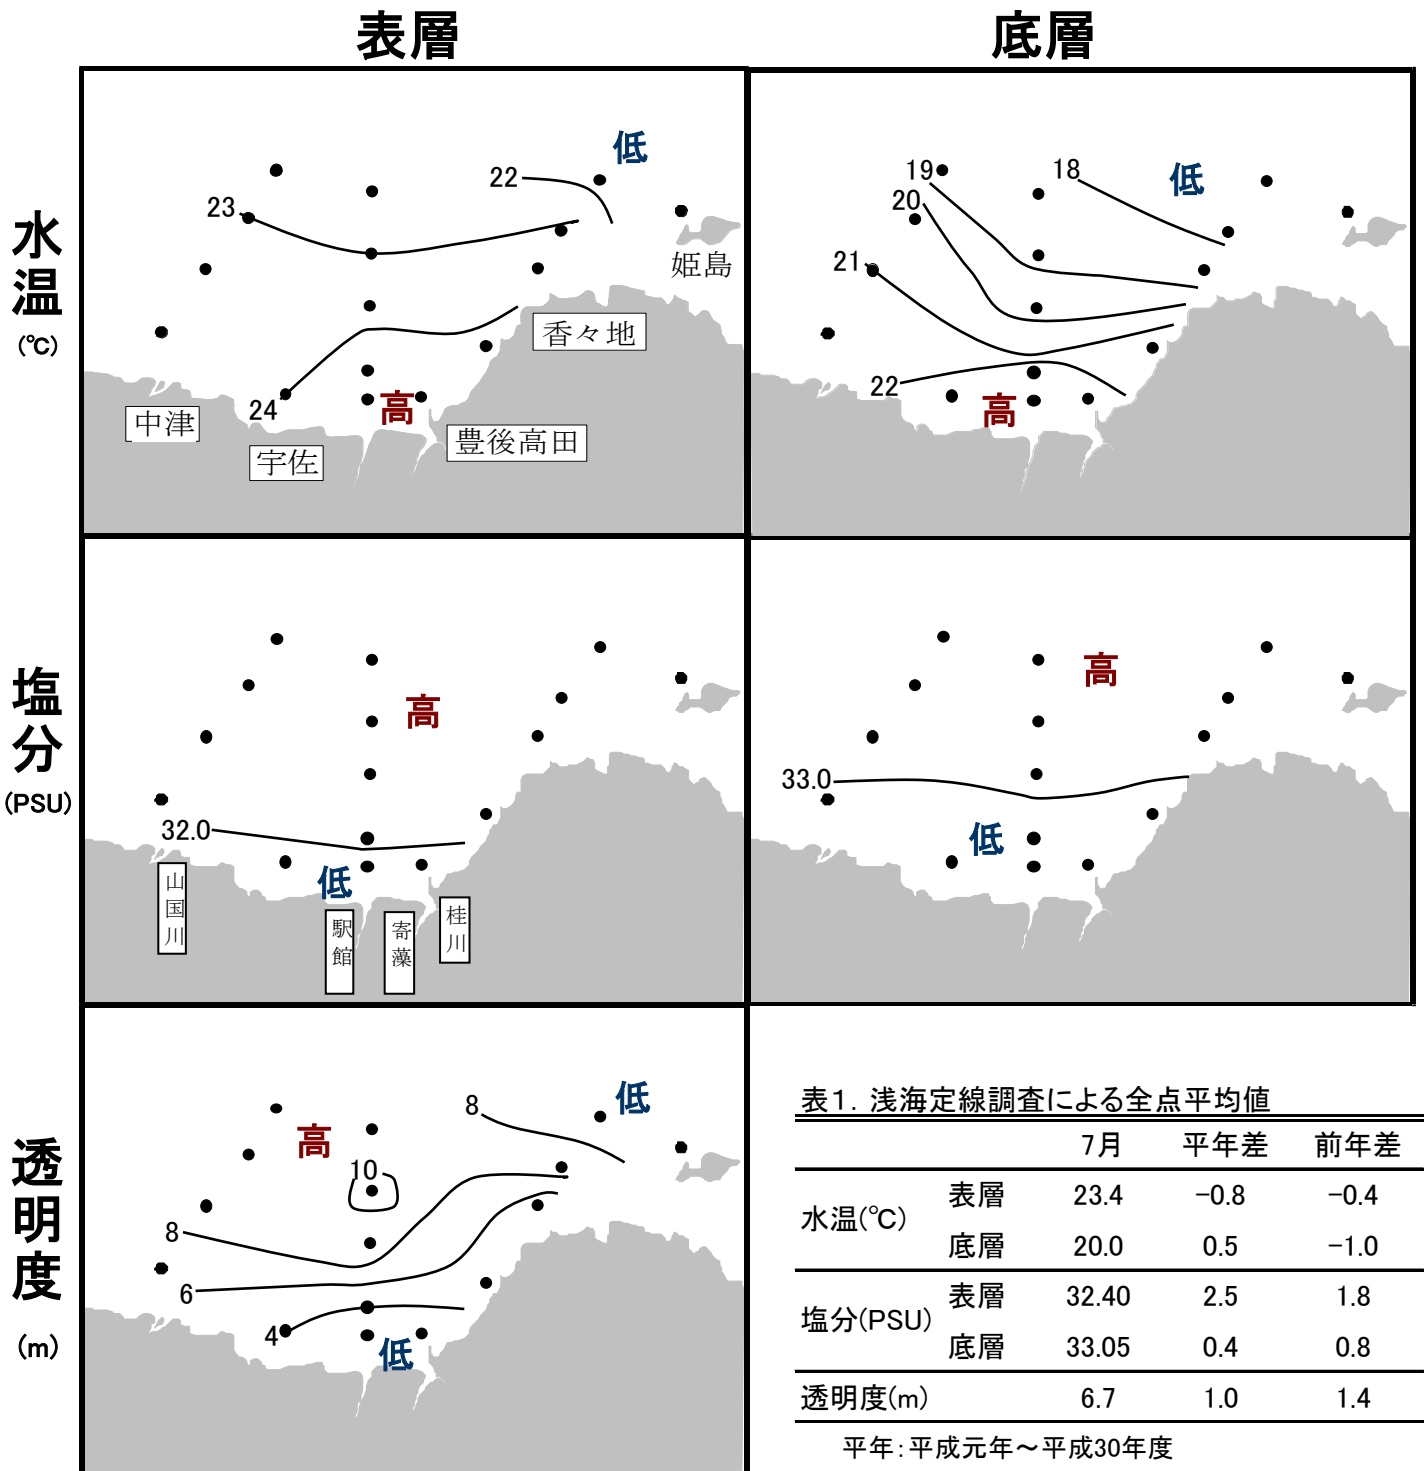 表層
底層
水温
(℃)
低
22
23
姫島
香々地
24
高
中津
宇佐
豊後高田
19
18
低
20
21
22
高
塩分
(PSU)
高
32.0
低
山国川
駅館
寄藻
桂川
高
33.0
低
透明度
(m)
8
低
高
10
8
6
4
低
表1. 浅海定線調査による全点平均値
7月 平年差 前年差
水温(℃) 表層 23.4 -0.8 -0.4
底層 20.0 0.5 -1.0
塩分(PSU) 表層 32.40 2.5 1.8
底層 33.05 0.4 0.8
透明度(m) 6.7 1.0 1.4
平年:平成元年～平成30年度